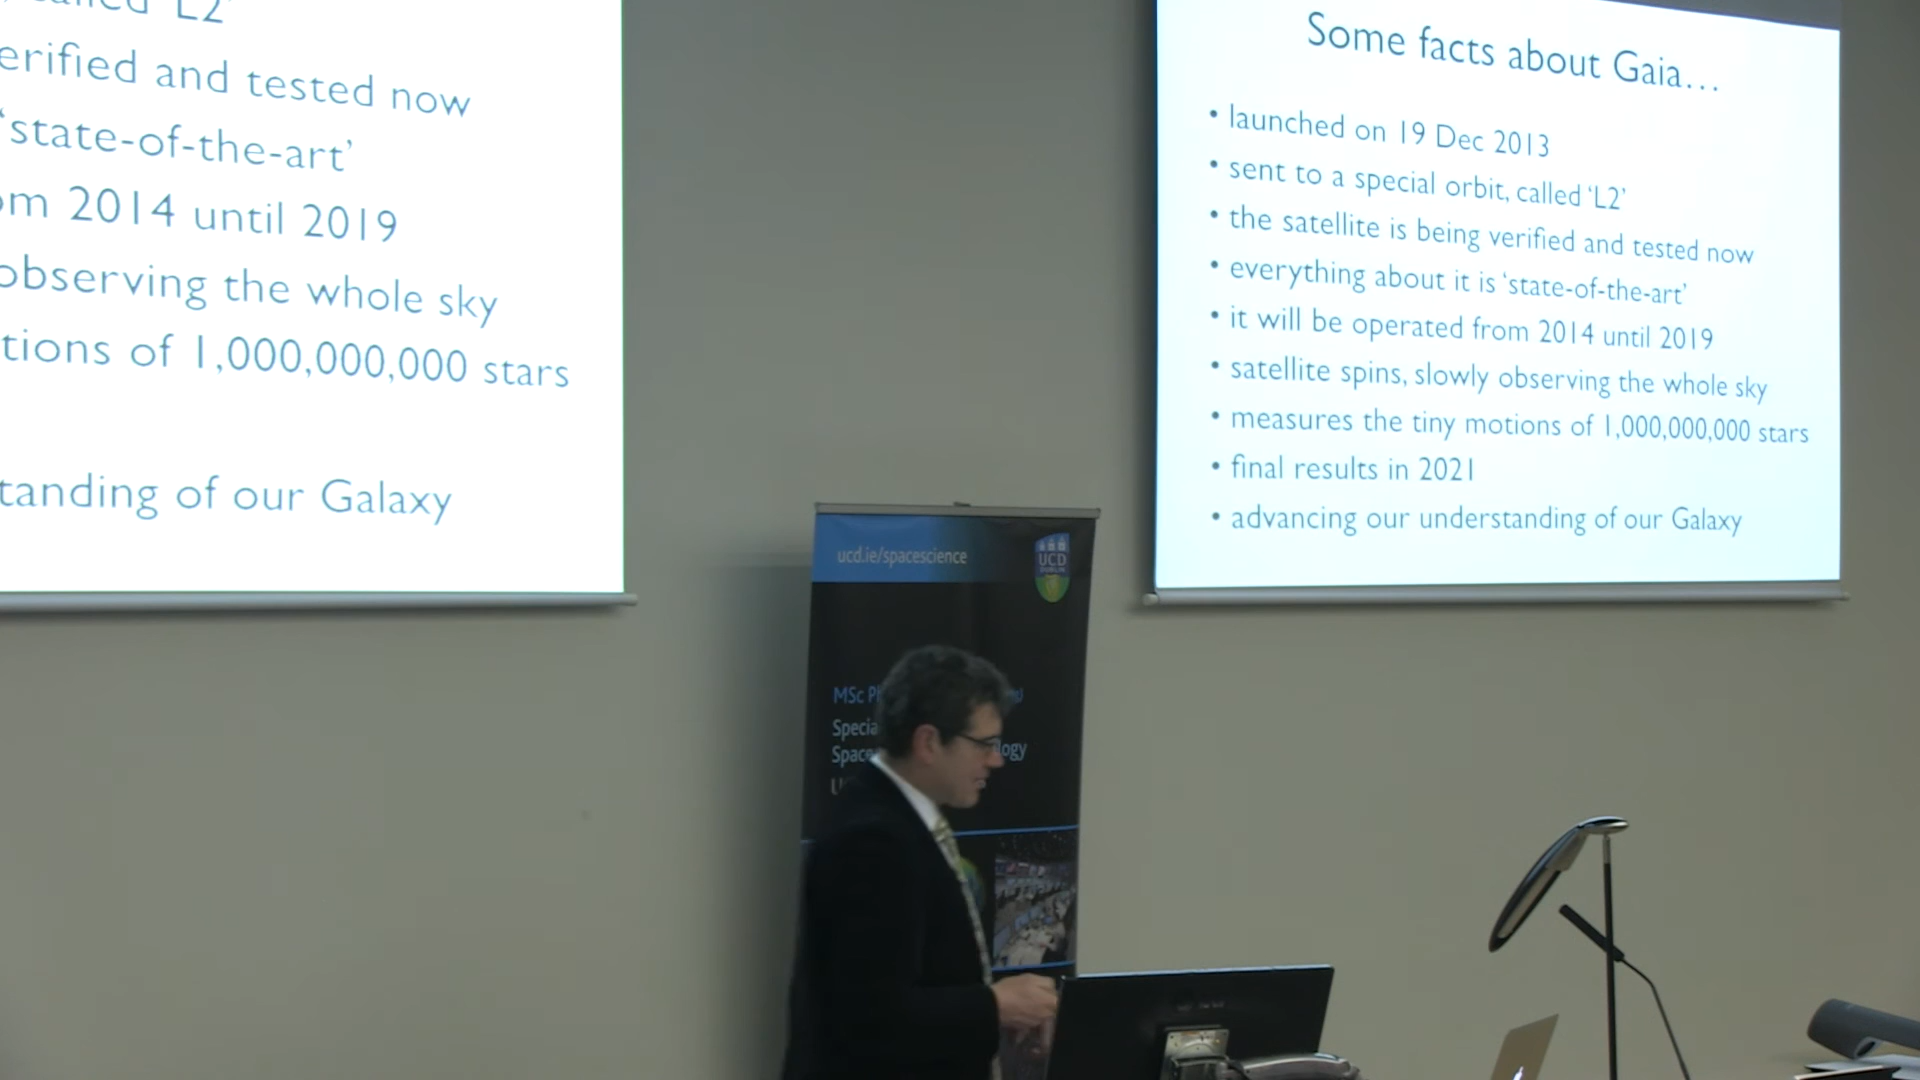 called 'L2'
erified and tested now
'state-of-the-art'
om 2014 until 2019
observing the whole sky
tions of 1,000,000,000 stars
tanding of our Galaxy
Some facts about Gaia...
• launched on 19 Dec 2013
• sent to a special orbit, called 'L2'
• the satellite is being verified and tested now
• everything about it is 'state-of-the-art'
• it will be operated from 2014 until 2019
• satellite spins, slowly observing the whole sky
• measures the tiny motions of 1,000,000,000 stars
• final results in 2021
• advancing our understanding of our Galaxy
ucd.ie/spacescience
UCD
DUBLIN
MSc
Specia
Space ogy